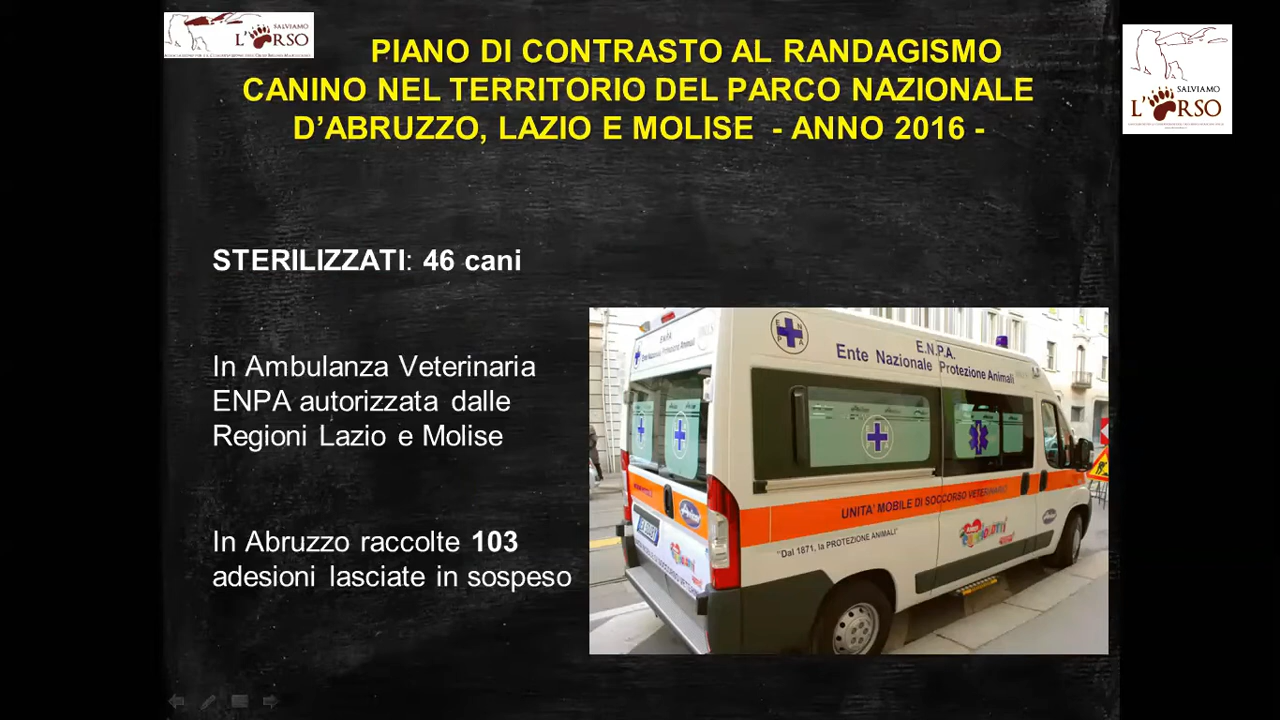 SALVIAMO
L'ORSO
PIANO DI CONTRASTO AL RANDAGISMO
CANINO NEL TERRITORIO DEL PARCO NAZIONALE
D’ABRUZZO, LAZIO E MOLISE - ANNO 2016 -
SALVIAMO
L'ORSO
STERILIZZATI: 46 cani
In Ambulanza Veterinaria
ENPA autorizzata dalle
Regioni Lazio e Molise
In Abruzzo raccolte 103
adesioni lasciate in sospeso
E.N.P.A.
Ente Nazionale Protezione Animali
UNITA' MOBILE DI SOCCORSO VETERINARIO
"Dal 1871, la PROTEZIONE ANIMALI"